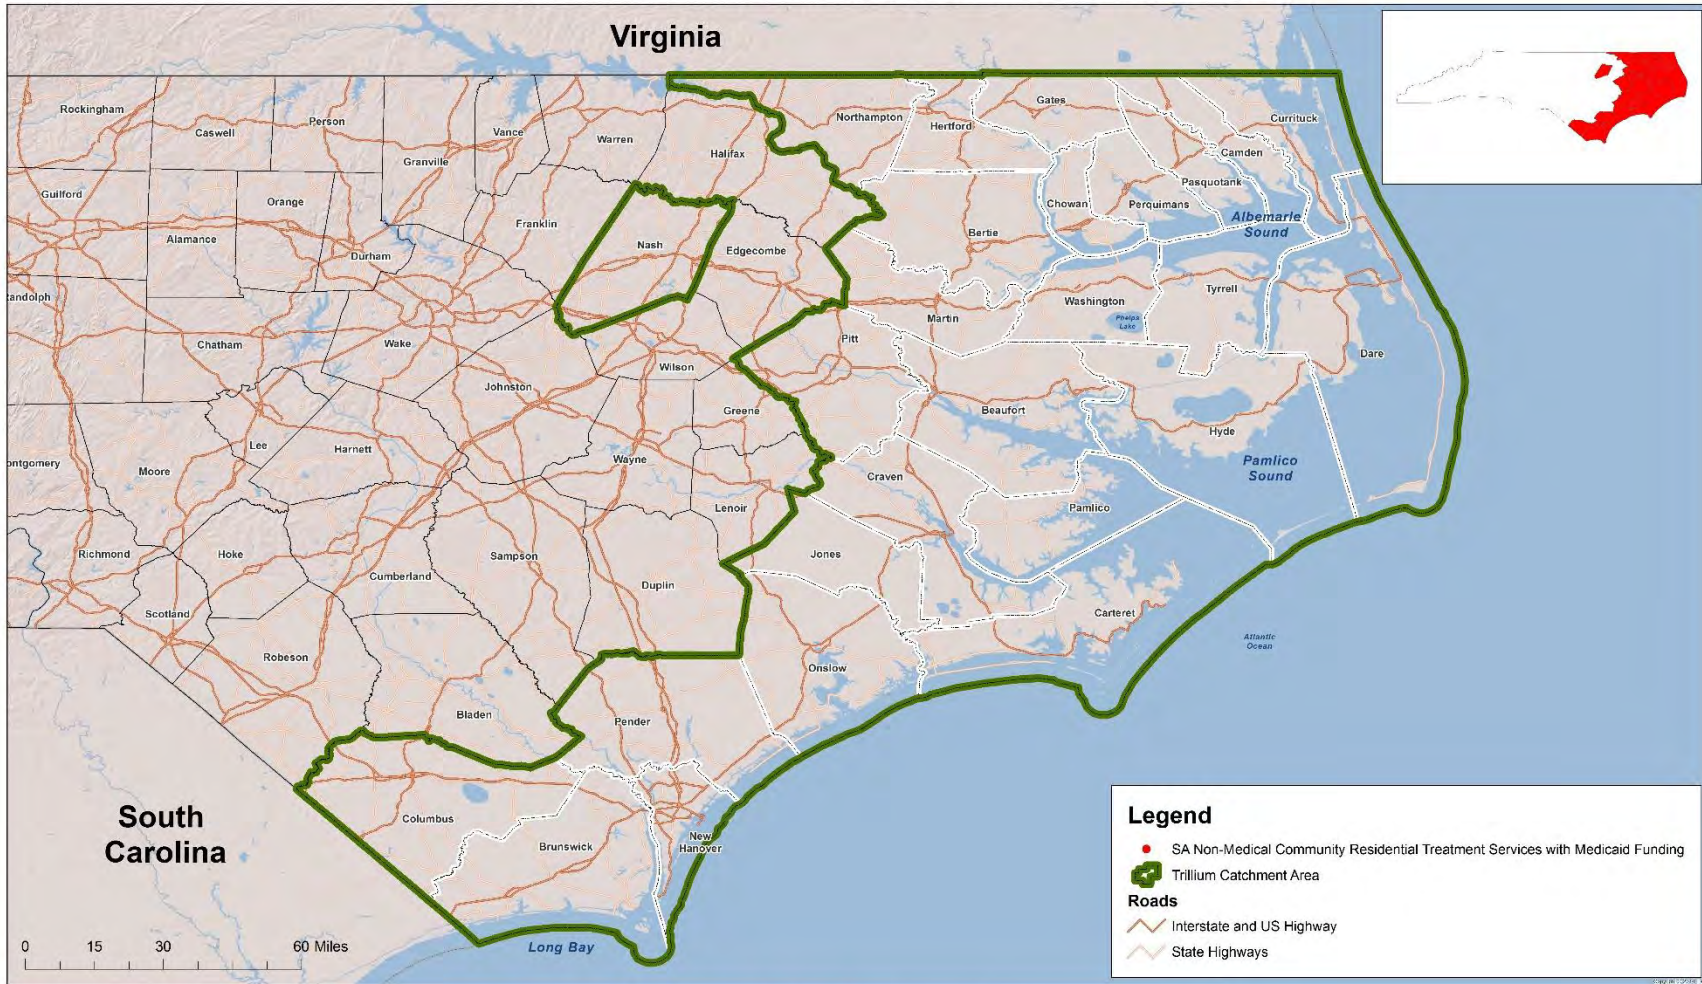 Virginia
Rockingham
Caswell
Person
Vance
Warren
Northampton
Hertford
Gates
Currituck
Granville
Halifax
Camden
Guilford
Orange
Pasquotank
Alamance
Franklin
Chowan
Perquimans
Albemarle
Sound
Durham
Nash
Edgecombe
Bertie
andolph
Washington
Tyrrell
Chatham
Wake
Phelps
Lake
Martin
Pitt
Dare
Johnston
Wilson
Greene
Beaufort
Hyde
Lee
Harnett
Wayne
ontgomery
Moore
Pamlico
Sound
Craven
Lenoir
Pamlico
Richmond
Hoke
Sampson
Jones
Cumberland
Duplin
Scotland
Carteret
Atlantic
Ocean
Robeson
Onslow
Bladen
Pender
South
Carolina
Columbus
Brunswick
New
Hanover
0 15 30 60 Miles
Long Bay
Legend
SA Non-Medical Community Residential Treatment Services with Medicaid Funding
Trillium Catchment Area
Roads
Interstate and US Highway
State Highways